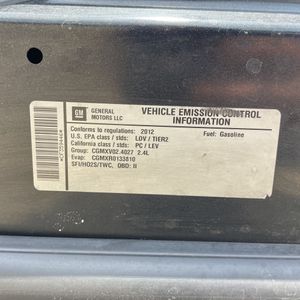 GM
GENERAL
MOTORS LLC
VEHICLE EMISSION CONTROL
INFORMATION
Conforms to regulations: 2012
Fuel: Gasoline
U.S. EPA class / stds: LDV / TIER2
California class / stds: PC / LEV
Group: CGMXV02.4027 2.4L
Evap: CGMXR0133810
SFI/HO2S/TWC, OBD: II